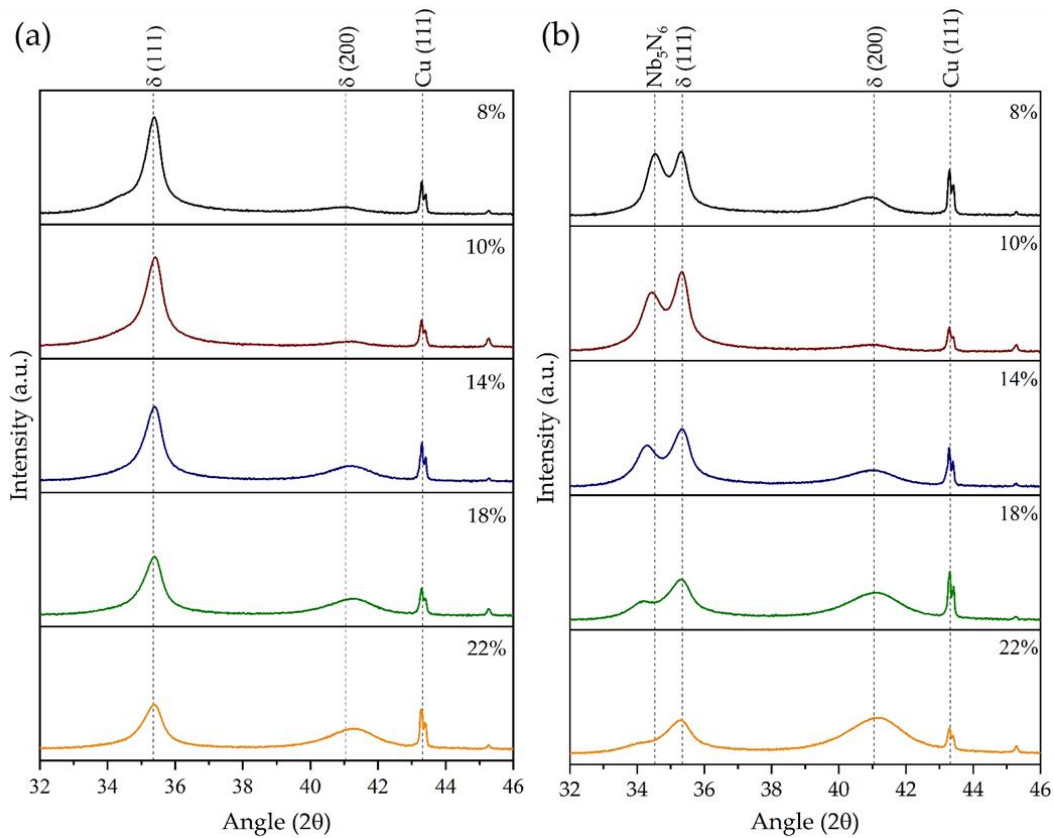 (a)
δ (111)
δ (200)
Cu (111)
8%
10%
14%
18%
22%
Intensity (a.u.)
32 34 36 38 40 42 44 46
Angle (2θ)
(b)
Nb₅N₆
δ (111)
δ (200)
Cu (111)
8%
10%
14%
18%
22%
Intensity (a.u.)
32 34 36 38 40 42 44 46
Angle (2θ)